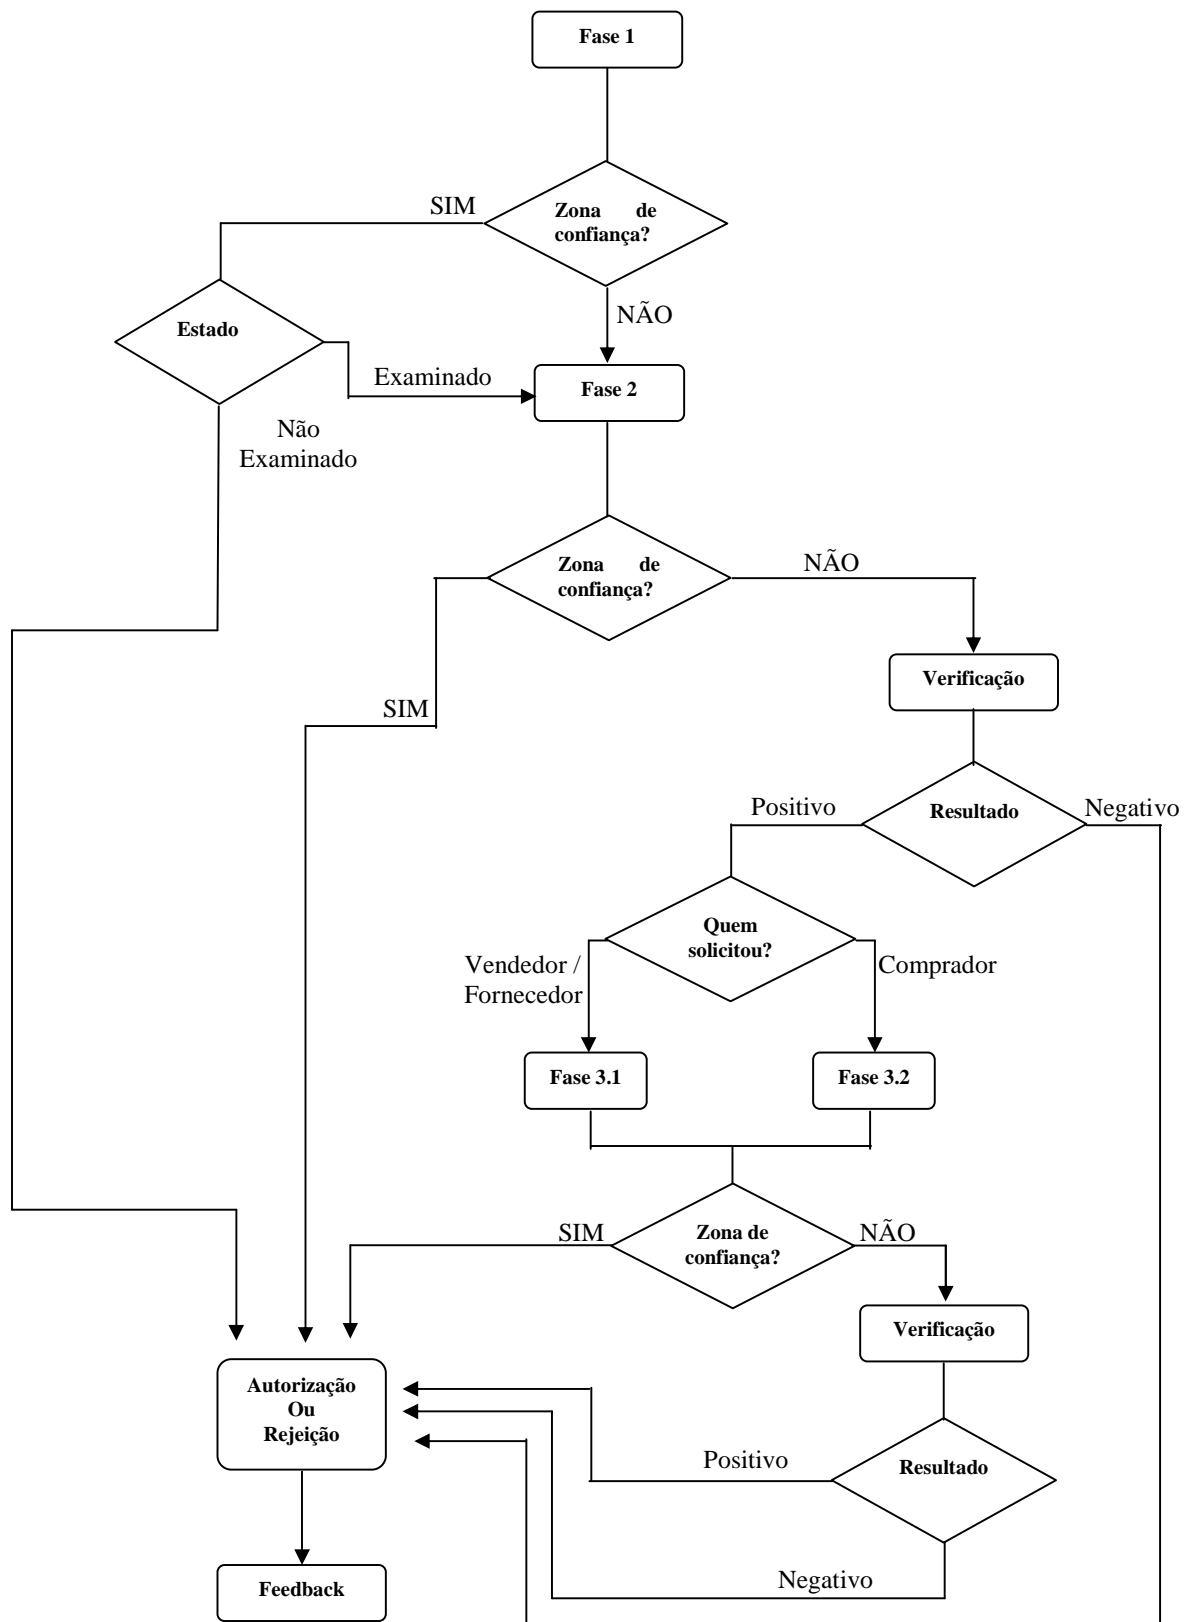 Fase 1
SIM
Zona de
confiança?
NÃO
Estado
Examinado
Fase 2
Não
Examinado
Zona de
confiança?
NÃO
SIM
Verificação
Positivo
Resultado
Negativo
Quem
solicitou?
Vendedor /
Fornecedor
Comprador
Fase 3.1
Fase 3.2
SIM
Zona de
confiança?
NÃO
Verificação
Autorização
Ou
Rejeição
Positivo
Resultado
Negativo
Feedback